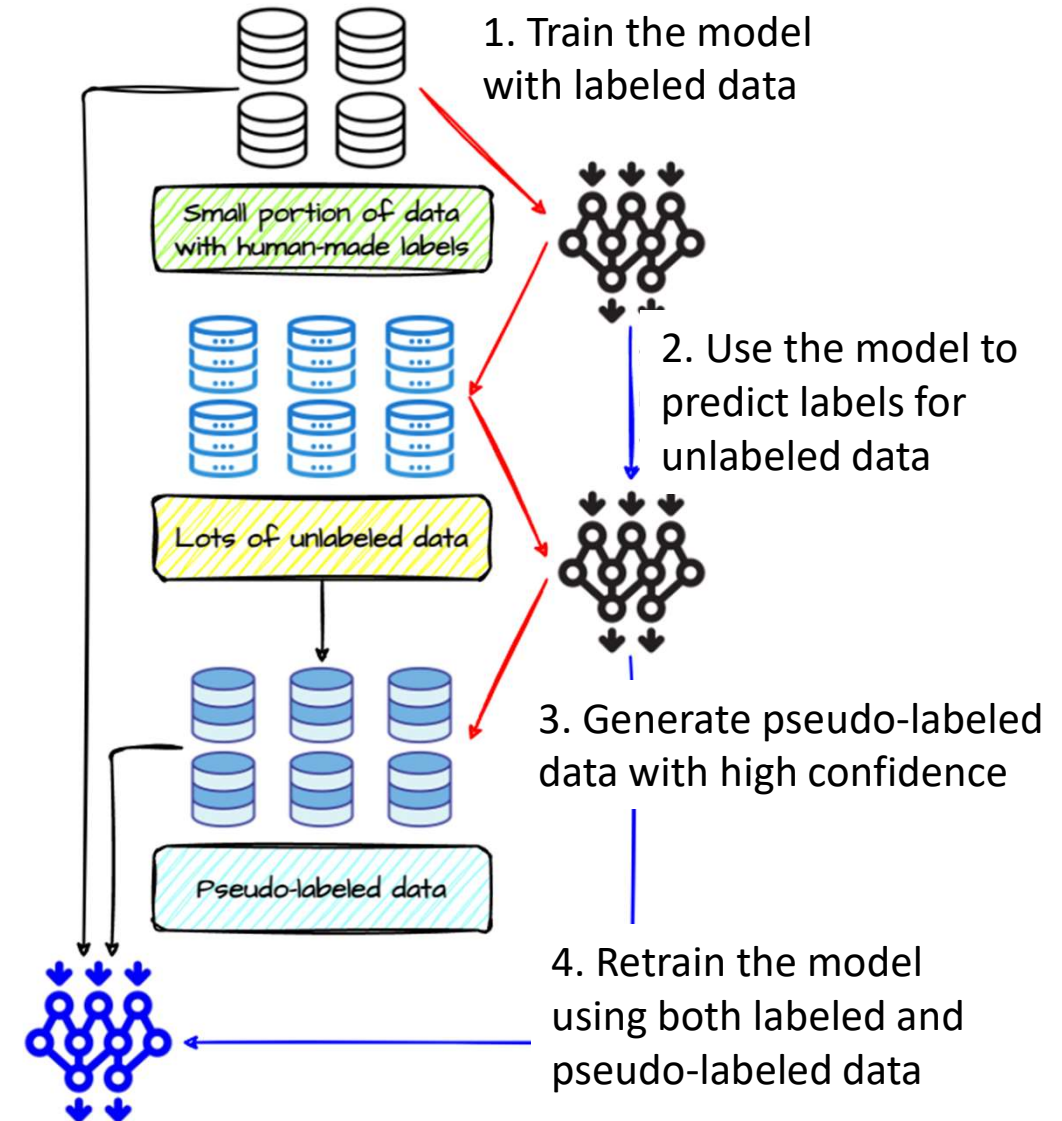 1. Train the model
with labeled data
Small portion of data
with human-made labels
2. Use the model to
predict labels for
unlabeled data
Lots of unlabeled data
3. Generate pseudo-labeled
data with high confidence
Pseudo-labeled data
4. Retrain the model
using both labeled and
pseudo-labeled data